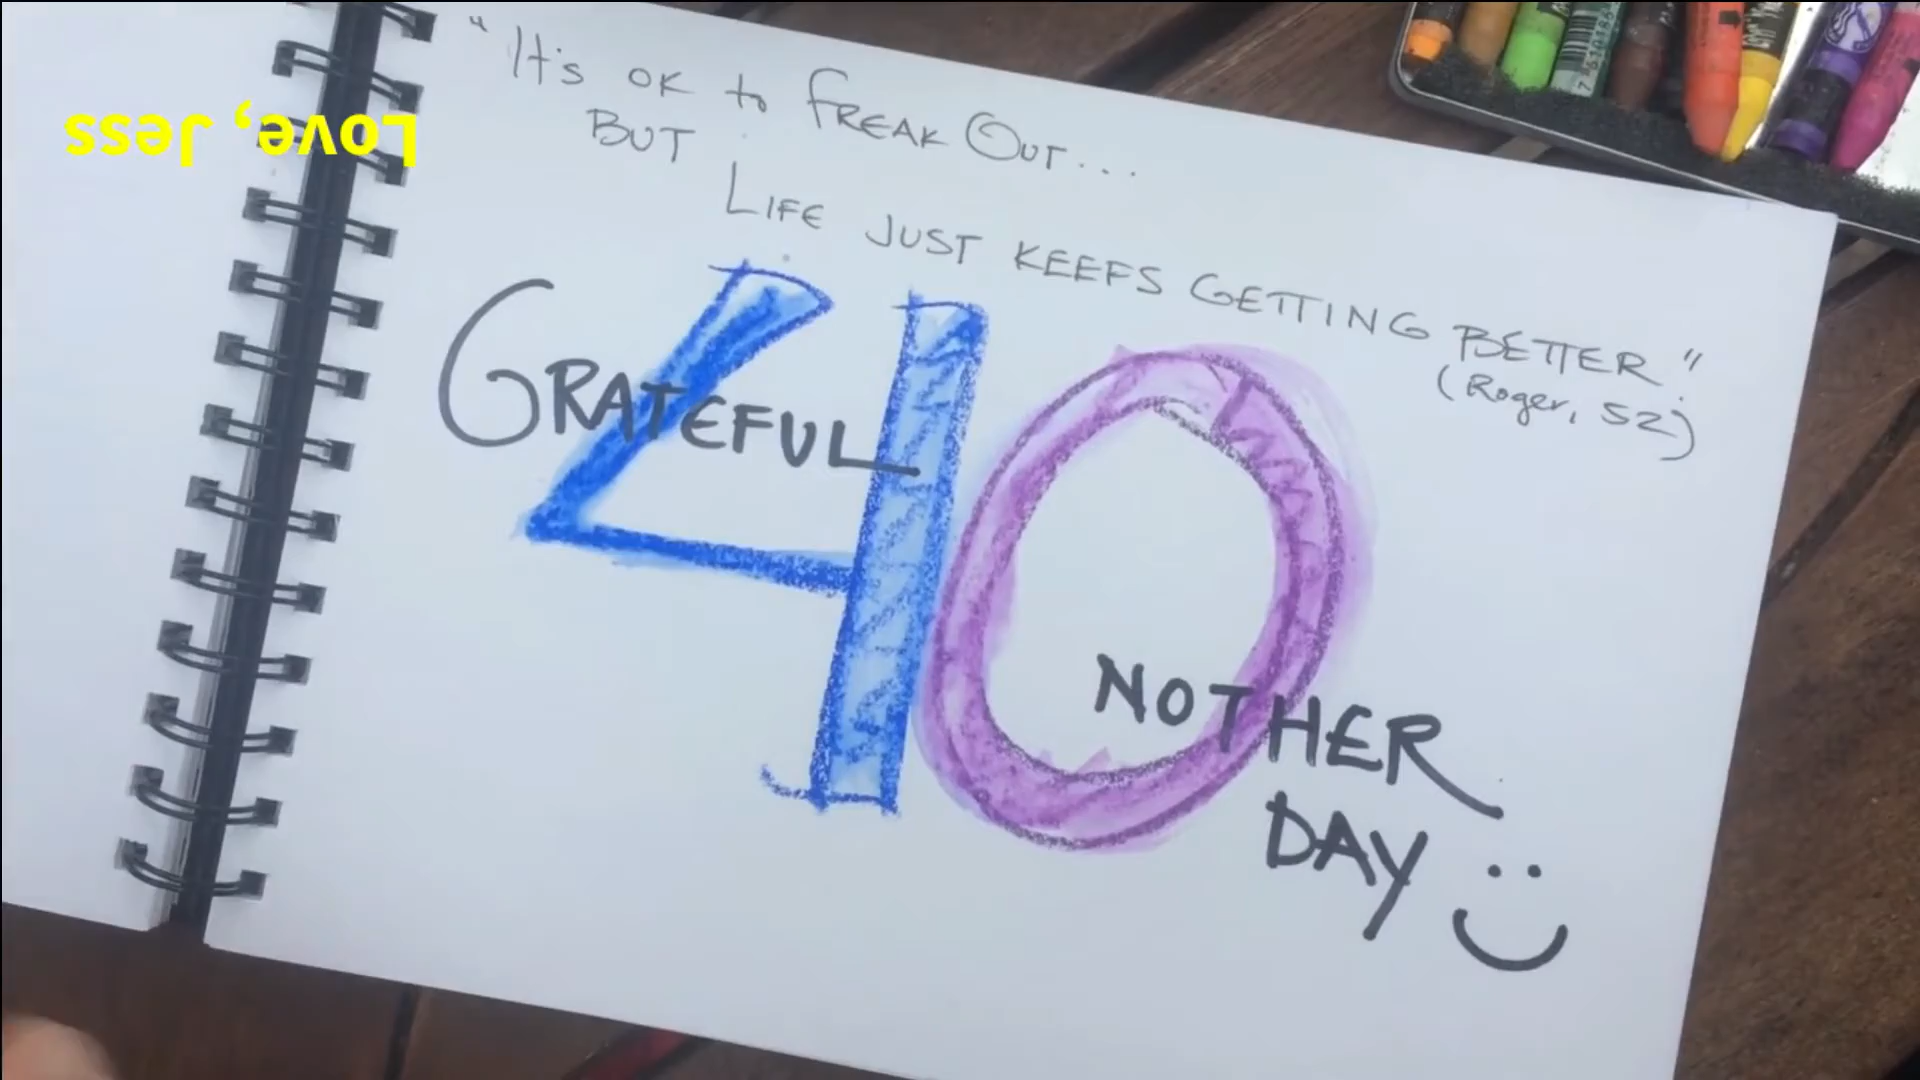 "It's OK to FREAK OUT...
BUT
LIFE JUST KEEPS GETTING BETTER"
(Roger, 52)
GRATEFUL
40
NOTHER
DAY
Love, Jess